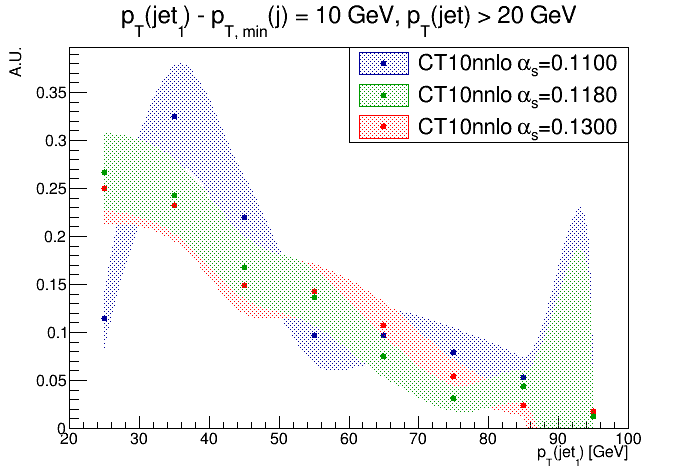 p_T(jet_1) - p_T, min(j) = 10 GeV, p_T(jet) > 20 GeV
A.U.
CT10nnlo α_s=0.1100
CT10nnlo α_s=0.1180
CT10nnlo α_s=0.1300
0.35
0.3
0.25
0.2
0.15
0.1
0.05
0
20 30 40 50 60 70 80 90 100
p_T(jet_1) [GeV]